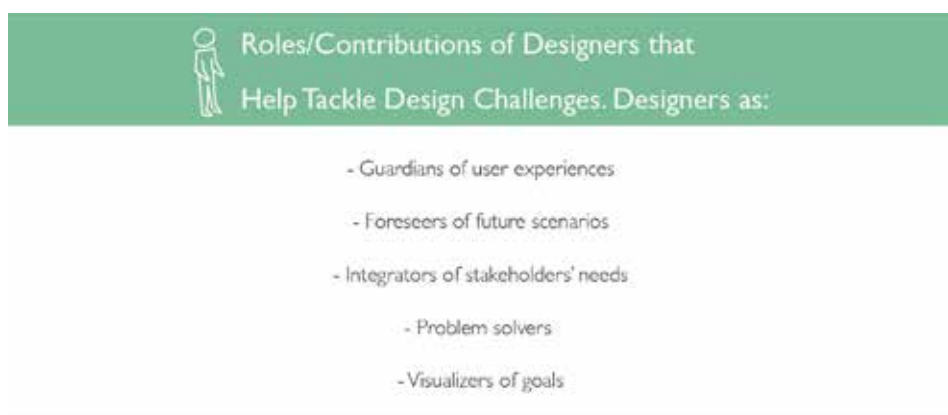 Roles/Contributions of Designers that
Help Tackle Design Challenges. Designers as:
- Guardians of user experiences
- Foreseers of future scenarios
- Integrators of stakeholders' needs
- Problem solvers
- Visualizers of goals